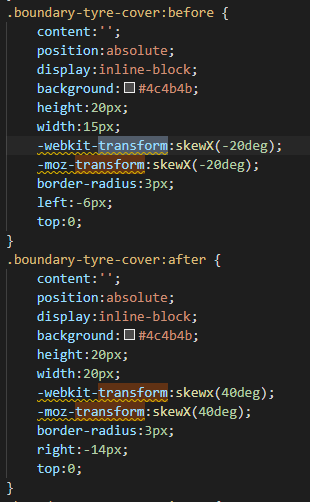 .boundary-tyre-cover:before {
content:'';
position:absolute;
display:inline-block;
background:#4c4b4b;
height:20px;
width:15px;
-webkit-transform:skewX(-20deg);
-moz-transform:skewX(-20deg);
border-radius:3px;
left:-6px;
top:0;
}
.boundary-tyre-cover:after {
content:'';
position:absolute;
display:inline-block;
background:#4c4b4b;
height:20px;
width:20px;
-webkit-transform:skewx(40deg);
-moz-transform:skewX(40deg);
border-radius:3px;
right:-14px;
top:0;
}